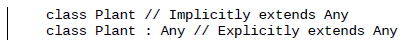 class Plant // Implicitly extends Any
class Plant : Any // Explicitly extends Any